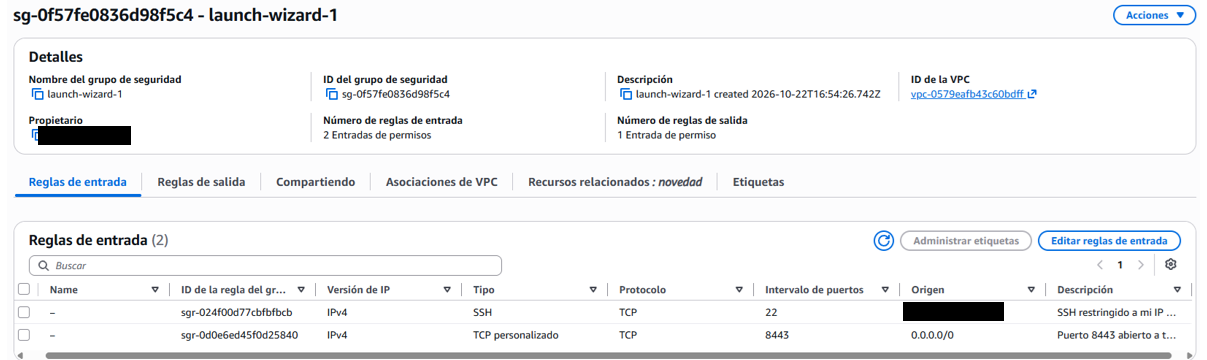 sg-0f57fe0836d98f5c4 - launch-wizard-1
Acciones
Detalles
Nombre del grupo de seguridad
launch-wizard-1
ID del grupo de seguridad
sg-0f57fe0836d98f5c4
Descripción
launch-wizard-1 created 2026-10-22T16:54:26.742Z
ID de la VPC
vpc-0579eafb43c60bdff
Propietario
Número de reglas de entrada
2 Entradas de permisos
Número de reglas de salida
1 Entrada de permiso
Reglas de entrada
Reglas de salida
Compartiendo
Asociaciones de VPC
Recursos relacionados : novedad
Etiquetas
Reglas de entrada (2)
Administrar etiquetas
Editar reglas de entrada
Buscar
1
Name ID de la regla del gr... Versión de IP Tipo Protocolo Intervalo de puertos Origen Descripción
– sgr-024f00d77cbfbfbcb IPv4 SSH TCP 22 SSH restringido a mi IP ...
– sgr-0d0e6ed45f0d25840 IPv4 TCP personalizado TCP 8443 0.0.0.0/0 Puerto 8443 abierto a t...